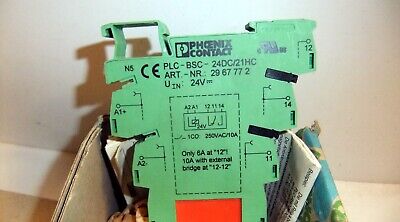 PHOENIX
CONTACT
12
N5
PLC-BSC-24DC/21HC
ART.-NR.: 29 67 77 2
UIN: 24V
A1+
14
A2 A1 12 11 14
24V
1CO: 250VAC/10A
Only 6A at "12"!
10A with external
bridge at "12-12"
A2-
11